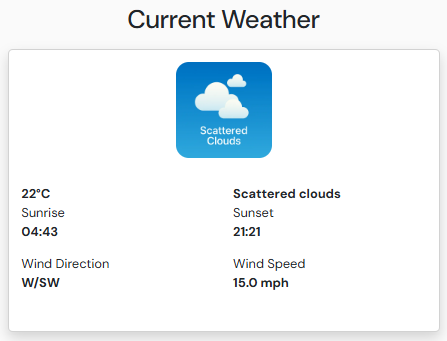 Current Weather
Scattered
Clouds
22°C
Scattered clouds
Sunrise
Sunset
04:43
21:21
Wind Direction
Wind Speed
W/SW
15.0 mph